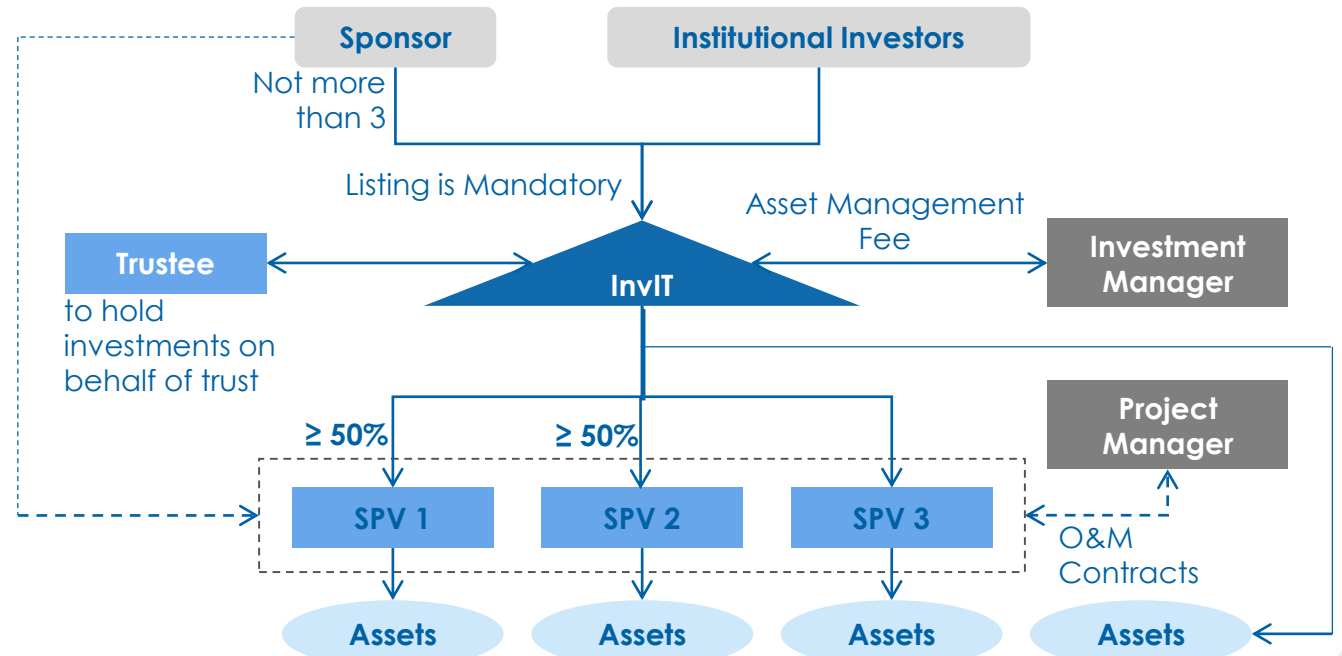 Sponsor
Institutional Investors
Not more
than 3
Listing is Mandatory
Asset Management
Fee
Trustee
InvIT
Investment
Manager
to hold
investments on
behalf of trust
Project
Manager
≥ 50%
≥ 50%
SPV 1
SPV 2
SPV 3
O&M
Contracts
Assets
Assets
Assets
Assets